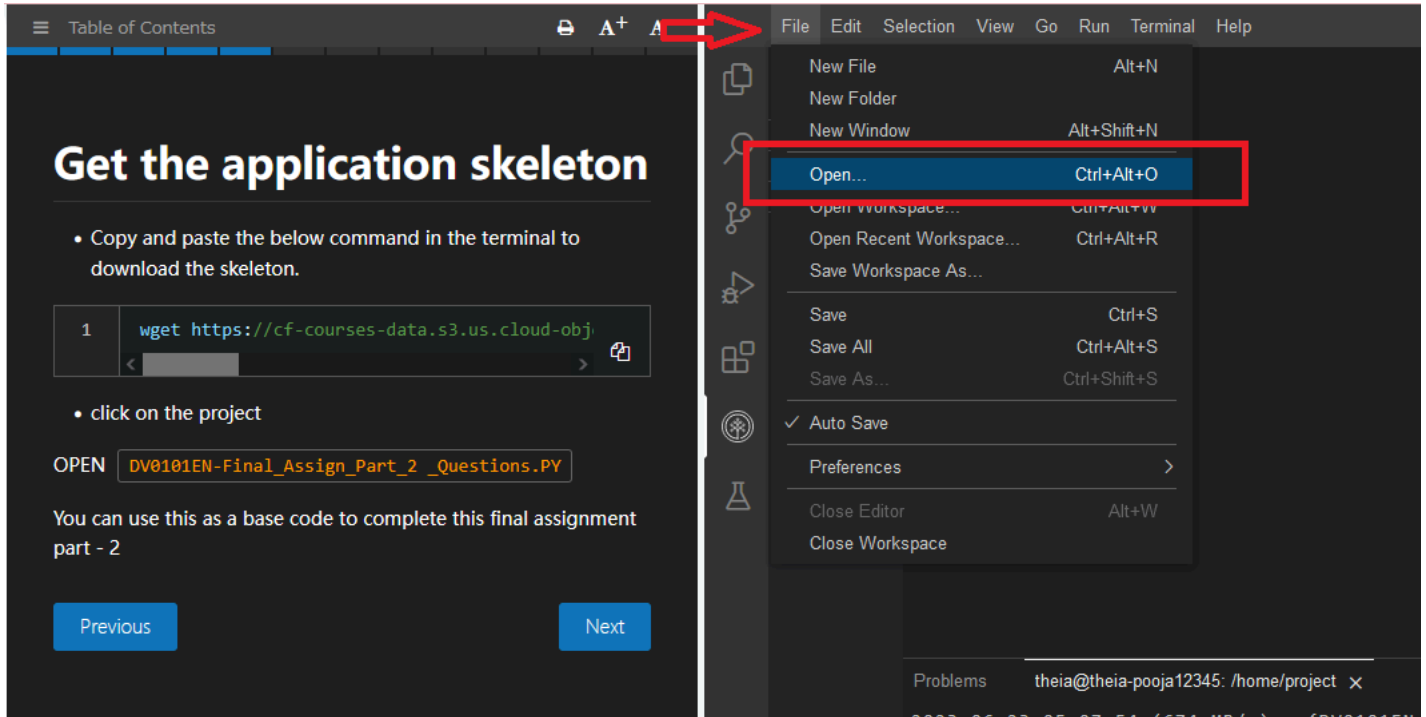 Table of Contents
A+ A
Get the application skeleton
• Copy and paste the below command in the terminal to
download the skeleton.
1 wget https://cf-courses-data.s3.us.cloud-obj
• click on the project
OPEN DV0101EN-Final_Assign_Part_2 _Questions.PY
You can use this as a base code to complete this final assignment
part - 2
Previous Next
File Edit Selection View Go Run Terminal Help
New File Alt+N
New Folder
New Window Alt+Shift+N
Open... Ctrl+Alt+O
Open Workspace... Ctrl+Alt+W
Open Recent Workspace... Ctrl+Alt+R
Save Workspace As...
Save Ctrl+S
Save All Ctrl+Alt+S
Save As... Ctrl+Shift+S
✓ Auto Save
Preferences >
Close Editor Alt+W
Close Workspace
Problems theia@theia-pooja12345: /home/project ×